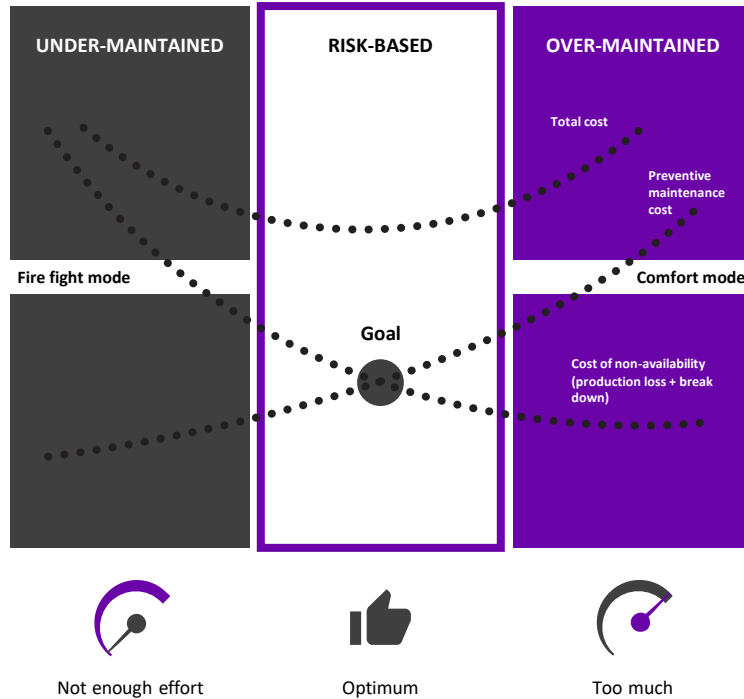 UNDER-MAINTAINED
RISK-BASED
OVER-MAINTAINED
Total cost
Preventive
maintenance
cost
Fire fight mode
Comfort mode
Goal
Cost of non-availability
(production loss + break
down)
Not enough effort
Optimum
Too much